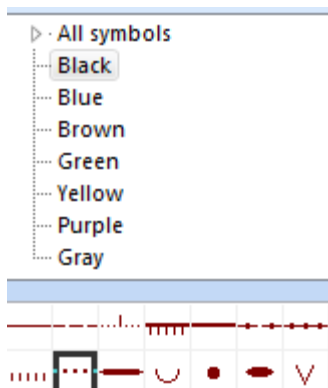 All symbols
Black
Blue
Brown
Green
Yellow
Purple
Gray